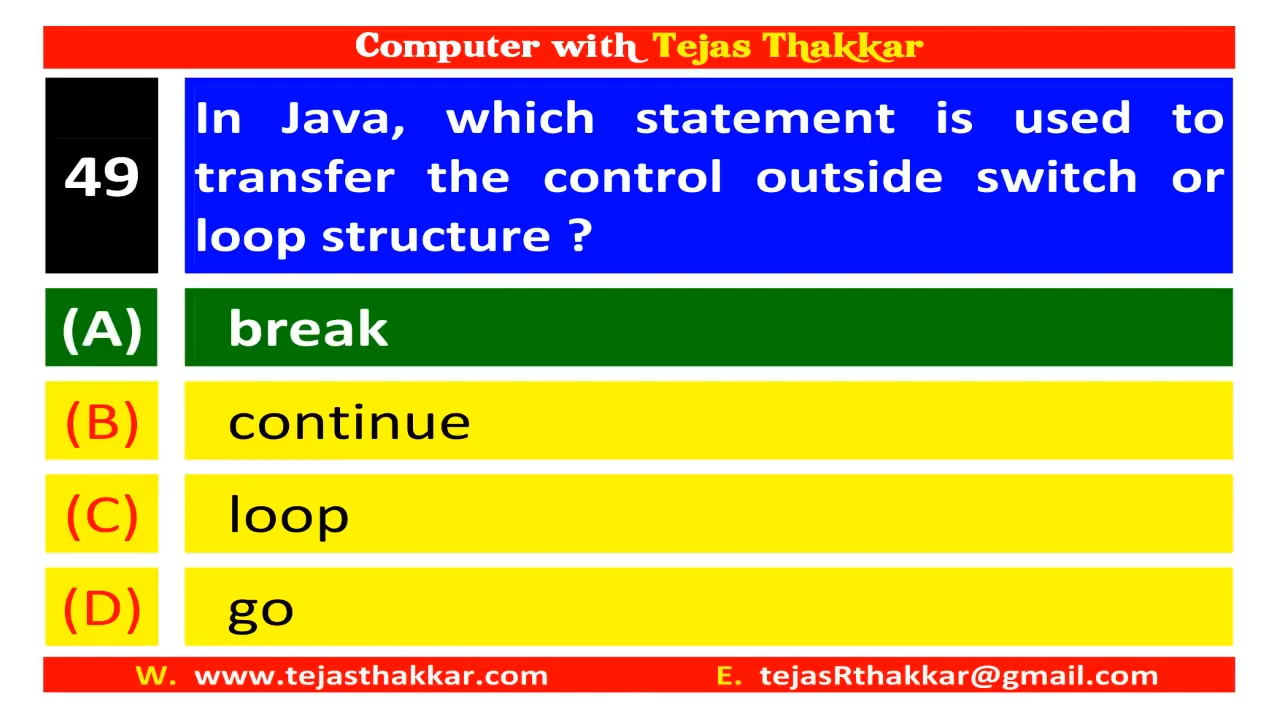 Computer with Tejas Thakkar
49
In Java, which statement is used to
transfer the control outside switch or
loop structure ?
(A) break
(B) continue
(C) loop
(D) go
W. www.tejasthakkar.com E. tejasRthakkar@gmail.com